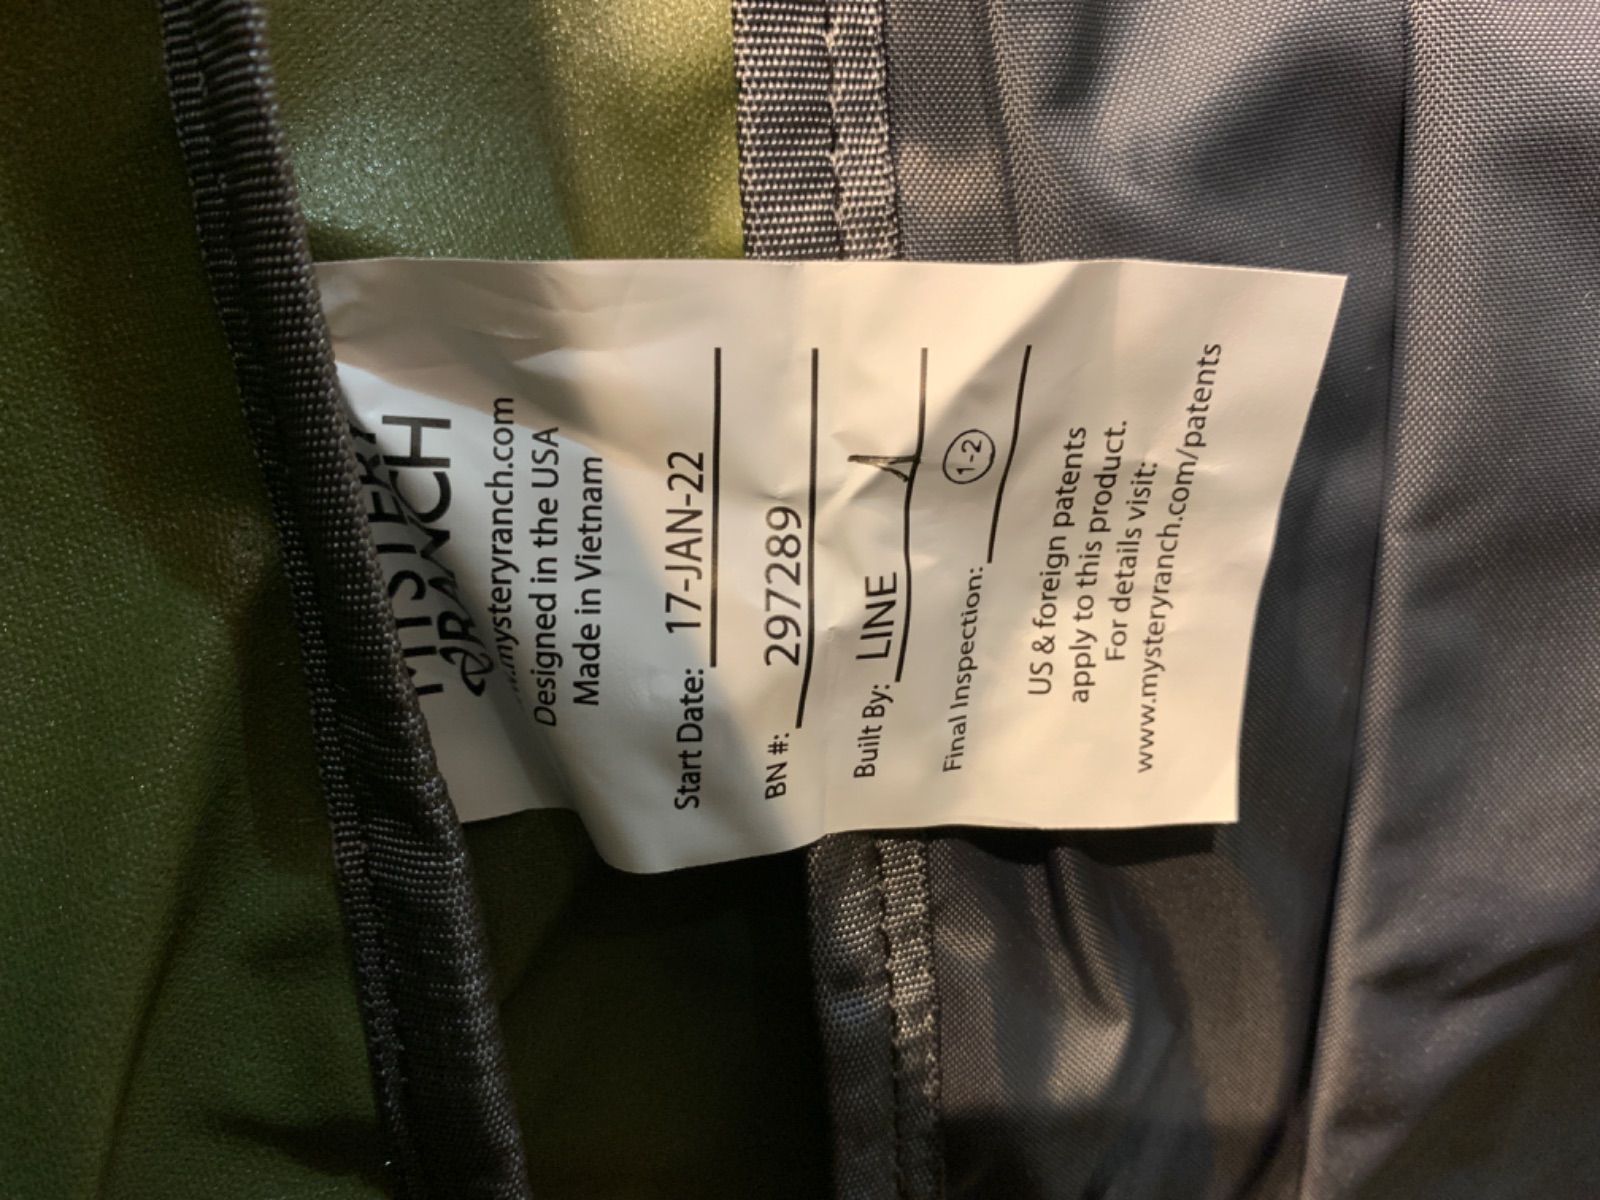 MYSTERY
RANCH
www.mysteryranch.com
Designed in the USA
Made in Vietnam
Start Date: 17-JAN-22
BN #: 297289
Built By: LINE
Final Inspection: 1-2
US & foreign patents
apply to this product.
For details visit:
www.mysteryranch.com/patents